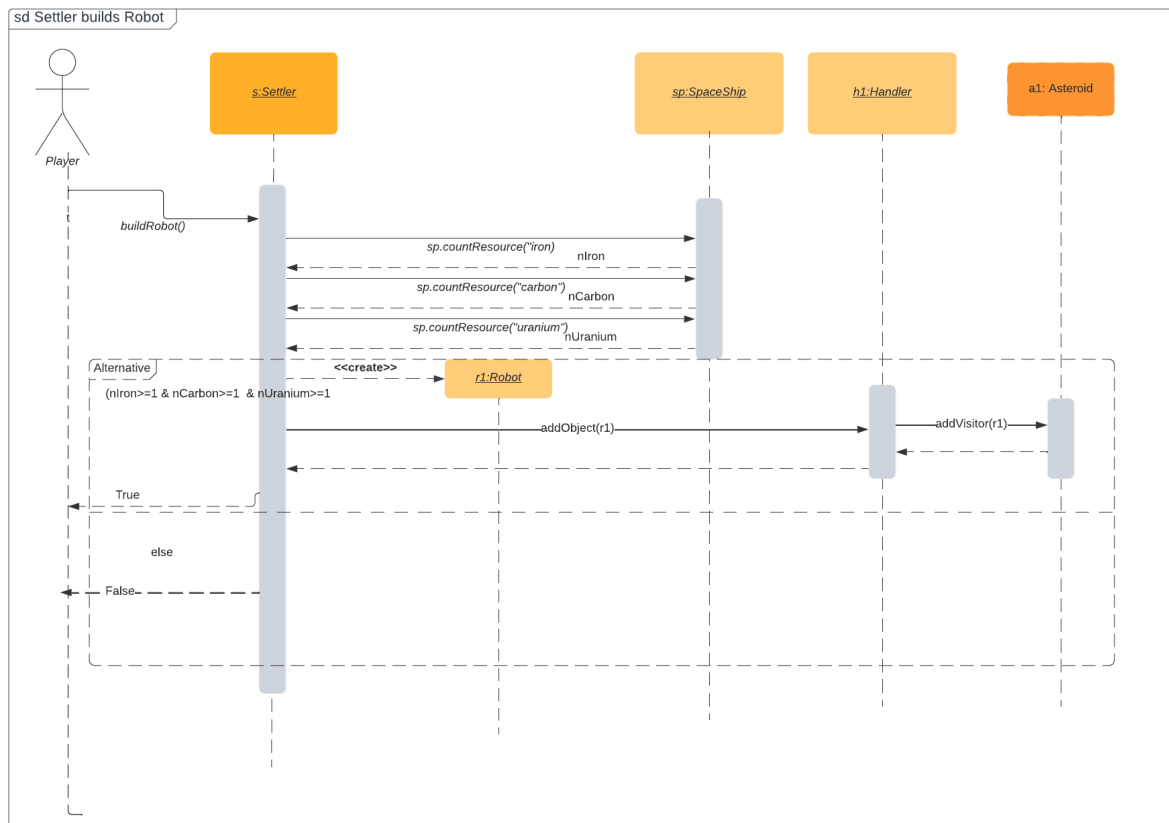 sd Settler builds Robot
s:Settler
sp:SpaceShip
h1:Handler
a1: Asteroid
Player
buildRobot()
sp.countResource("iron)
nIron
sp.countResource("carbon")
nCarbon
sp.countResource("uranium")
nUranium
Alternative
<<create>>
r1:Robot
(nIron>=1 & nCarbon>=1 & nUranium>=1
addObject(r1)
addVisitor(r1)
True
else
False